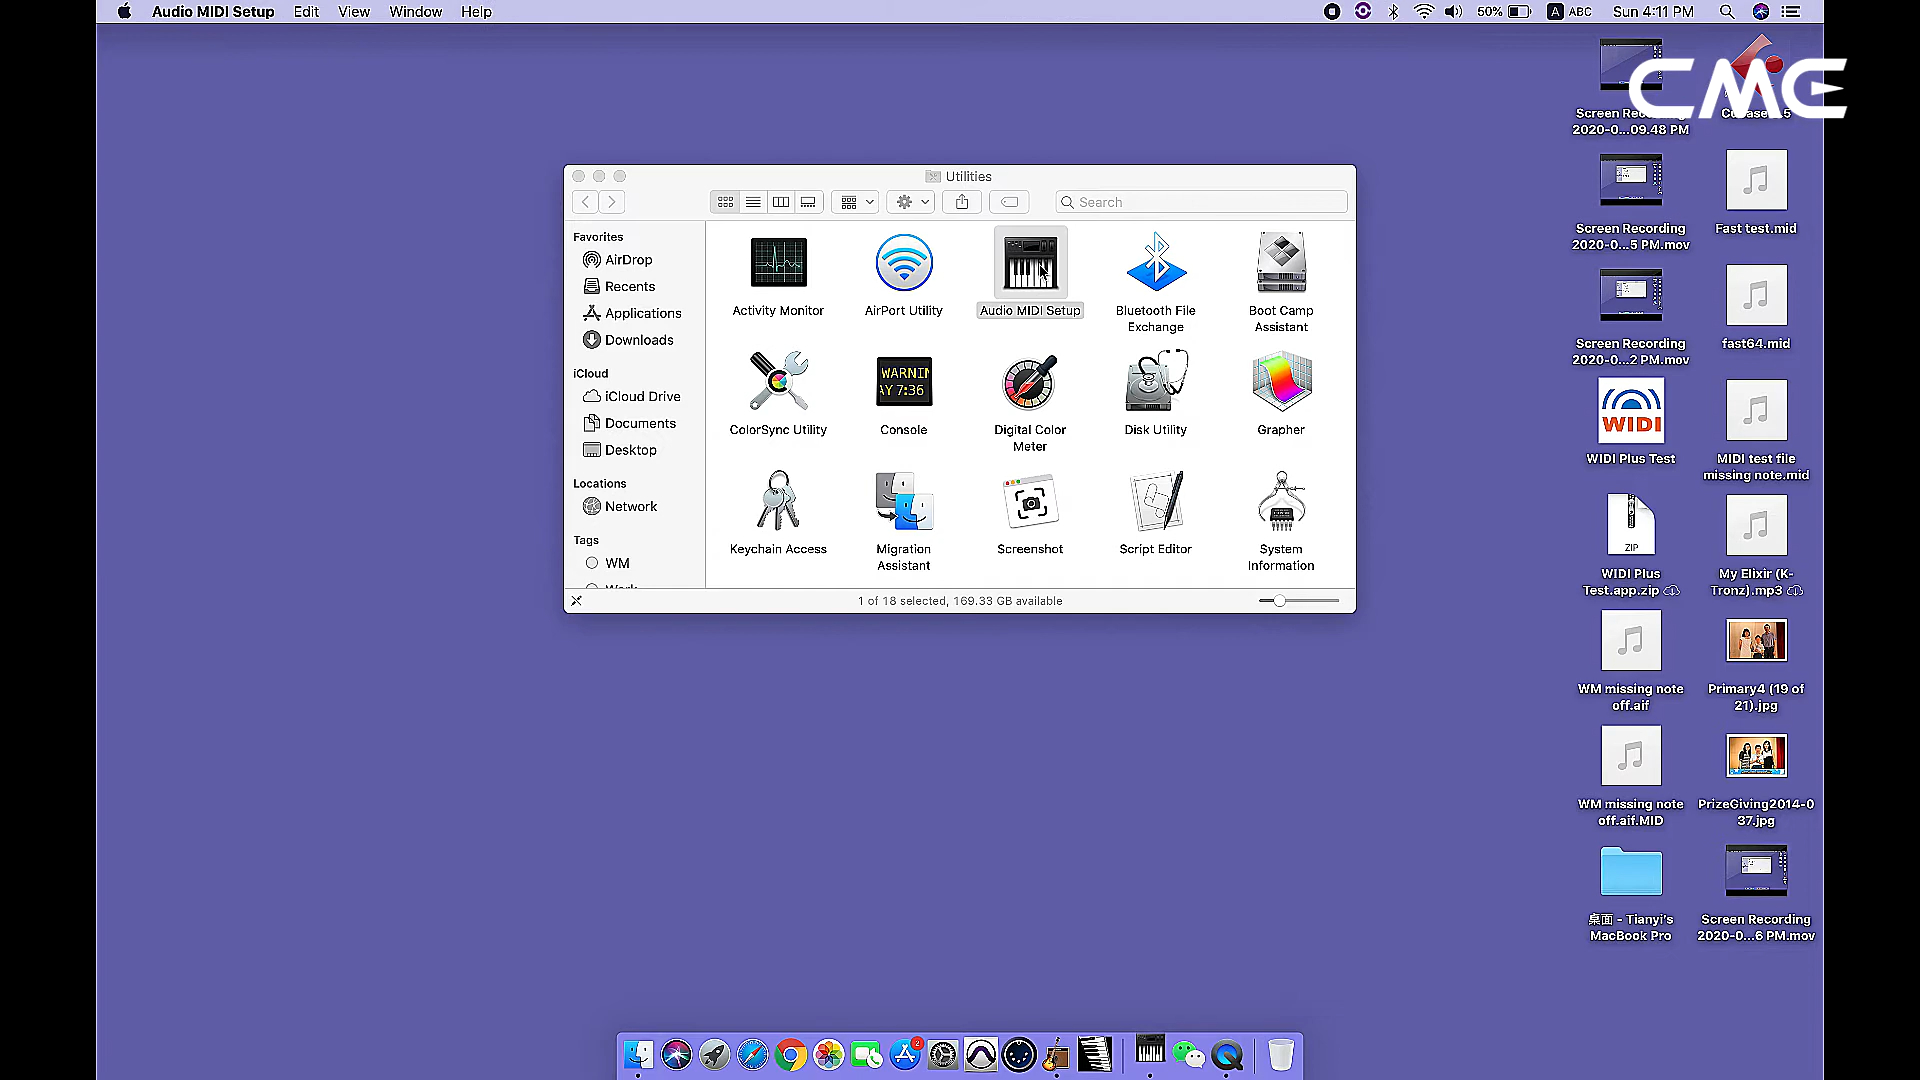 Audio MIDI Setup Edit View Window Help
50% A ABC Sun 4:11 PM
CME
Utilities
Search
Favorites
AirDrop
Recents
Applications
Downloads
iCloud
iCloud Drive
Documents
Desktop
Locations
Network
Tags
WM
Activity Monitor
AirPort Utility
Audio MIDI Setup
Bluetooth File
Exchange
Boot Camp
Assistant
ColorSync Utility
WARNIN
AY 7:36
Console
Digital Color
Meter
Disk Utility
Grapher
Keychain Access
Migration
Assistant
Screenshot
Script Editor
System
Information
1 of 18 selected, 169.33 GB available
2020-0...09.48 PM
Screen Recording
2020-0...5 PM.mov
Fast test.mid
Screen Recording
2020-0...2 PM.mov
fast64.mid
WIDI
WIDI Plus Test
MIDI test file
missing note.mid
ZIP
WIDI Plus
Test.app.zip
My Elixir (K-
Tronz).mp3
WM missing note
off.aif
Primary4 (19 of
21).jpg
WM missing note
off.aif.MID
PrizeGiving2014-0
37.jpg
桌面 - Tianyi's
MacBook Pro
Screen Recording
2020-0...6 PM.mov
2